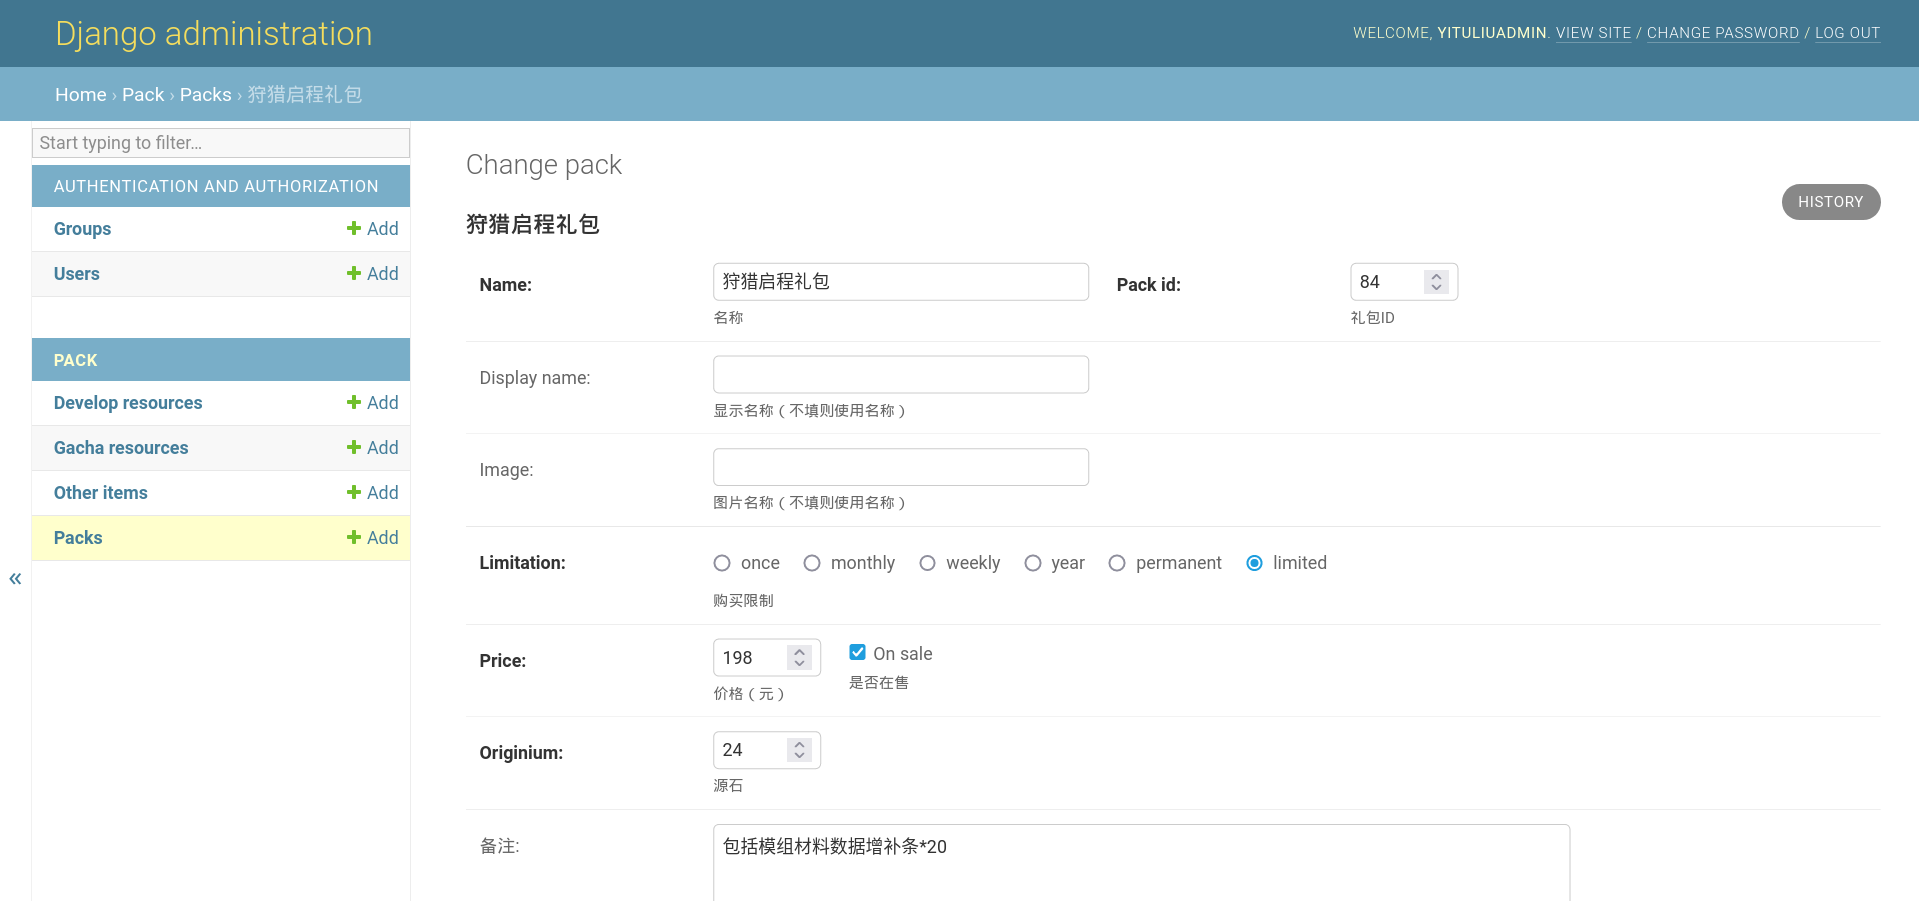 Django administration
WELCOME, YITULIUADMIN. VIEW SITE / CHANGE PASSWORD / LOG OUT
Home › Pack › Packs › 狩猎启程礼包
Start typing to filter...
AUTHENTICATION AND AUTHORIZATION
Groups Add
Users Add
PACK
Develop resources Add
Gacha resources Add
Other items Add
Packs Add
«
Change pack
HISTORY
狩猎启程礼包
Name: 狩猎启程礼包 Pack id: 84
名称 礼包ID
Display name:
显示名称（不填则使用名称）
Image:
图片名称（不填则使用名称）
Limitation: once monthly weekly year permanent limited
购买限制
Price: 198 On sale
价格（元） 是否在售
Originium: 24
源石
备注: 包括模组材料数据增补条*20